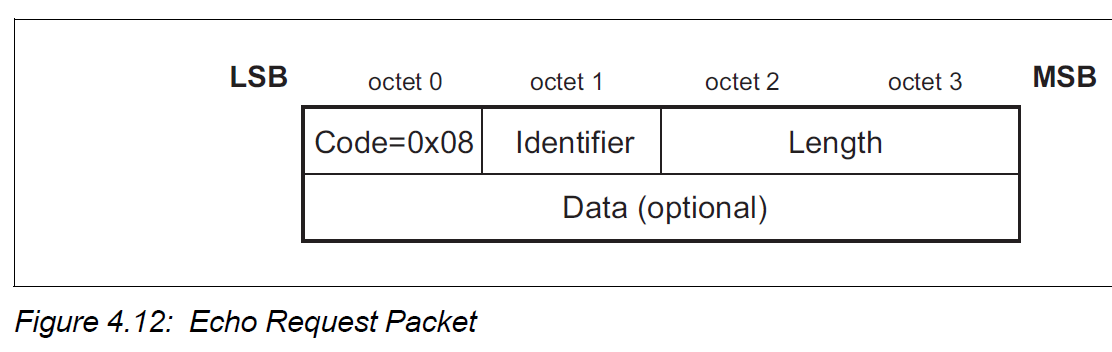 LSB octet 0 octet 1 octet 2 octet 3 MSB
Code=0x08 Identifier Length
Data (optional)
Figure 4.12: Echo Request Packet